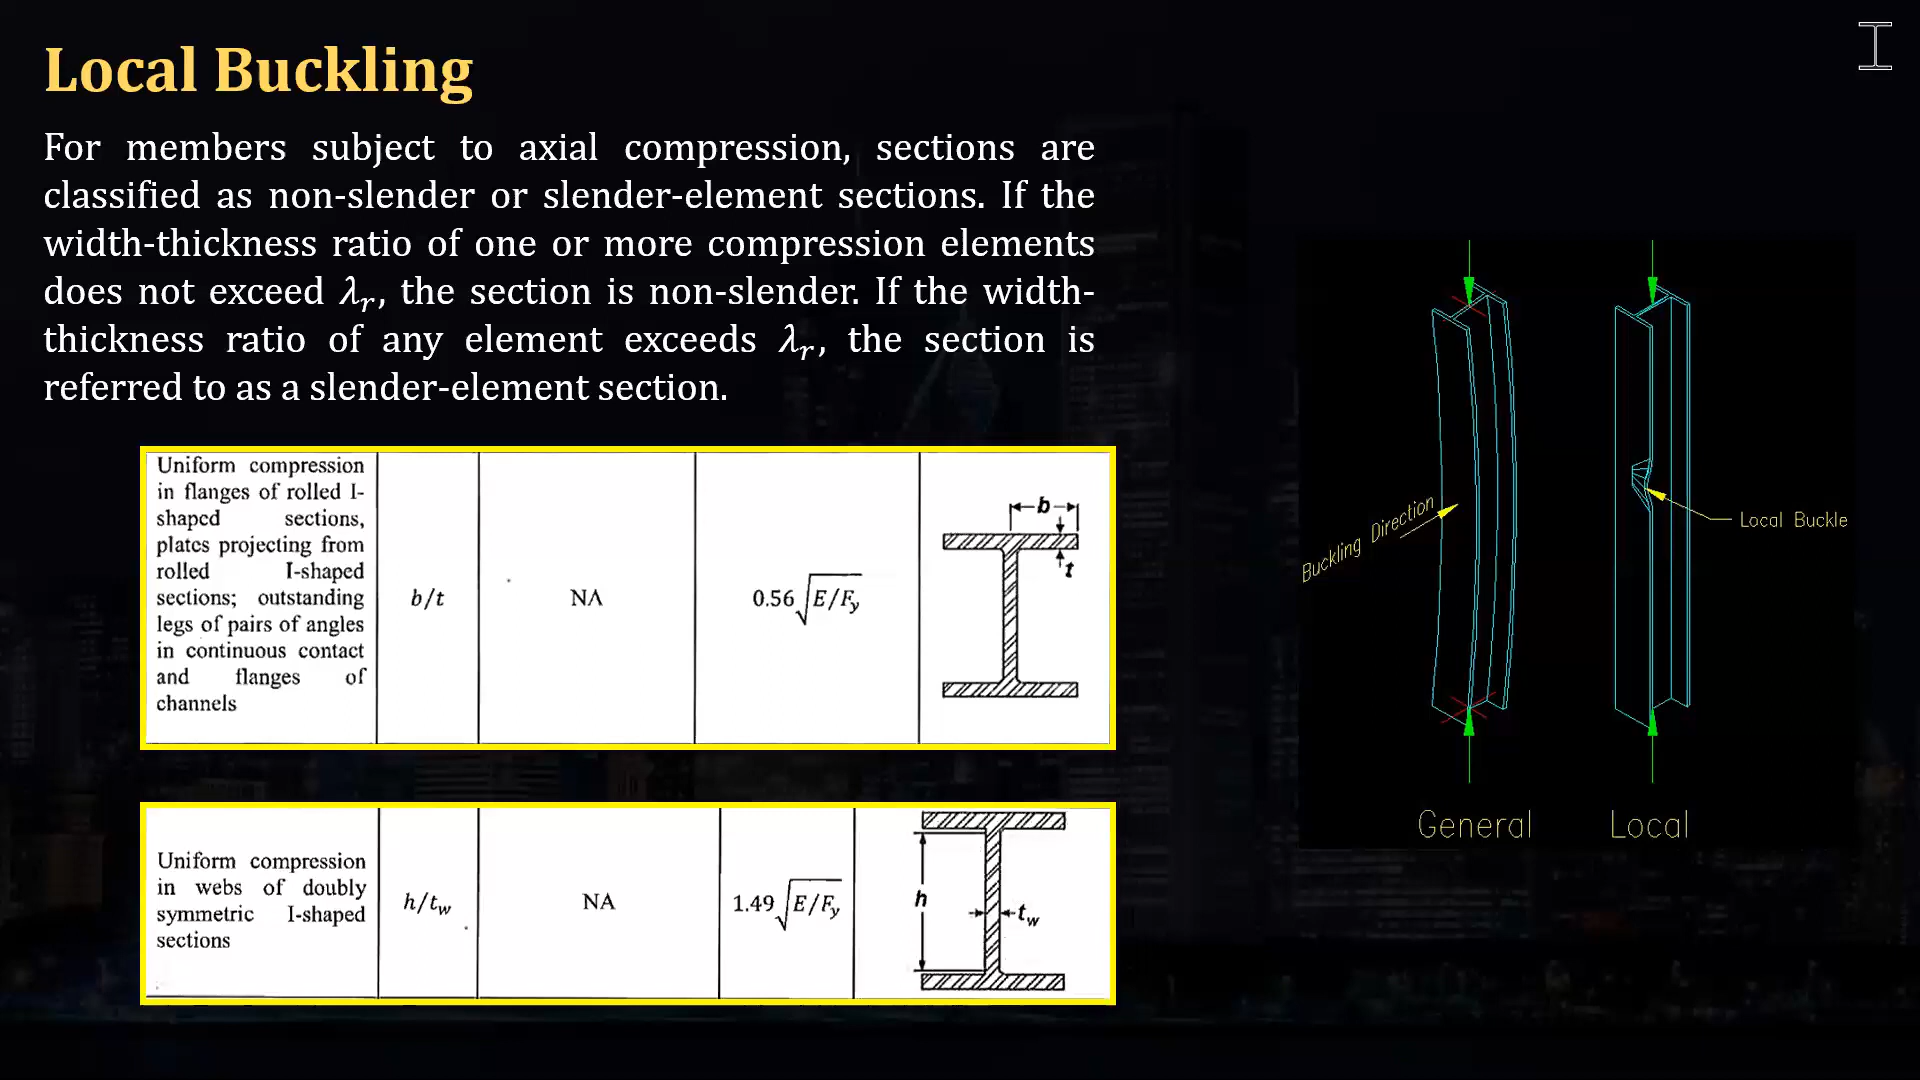 Local Buckling
For members subject to axial compression, sections are
classified as non-slender or slender-element sections. If the
width-thickness ratio of one or more compression elements
does not exceed λr, the section is non-slender. If the width-
thickness ratio of any element exceeds λr, the section is
referred to as a slender-element section.
Uniform compression
in flanges of rolled I-
shaped sections,
plates projecting from
rolled I-shaped
sections; outstanding
legs of pairs of angles
in continuous contact
and flanges of
channels
b/t
NA
0.56√E/Fy
b
t
Uniform compression
in webs of doubly
symmetric I-shaped
sections
h/tw
NA
1.49√E/Fy
h
tw
Buckling Direction
Local Buckle
General
Local